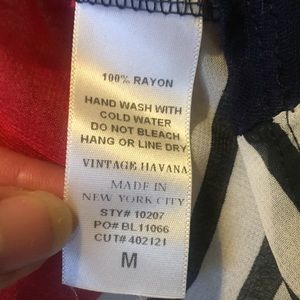 100% RAYON
HAND WASH WITH
COLD WATER
DO NOT BLEACH
HANG OR LINE DRY
VINTAGE HAVANA
MADE IN
NEW YORK CITY
STY# 10207
PO# BL11066
CUT# 402121
M